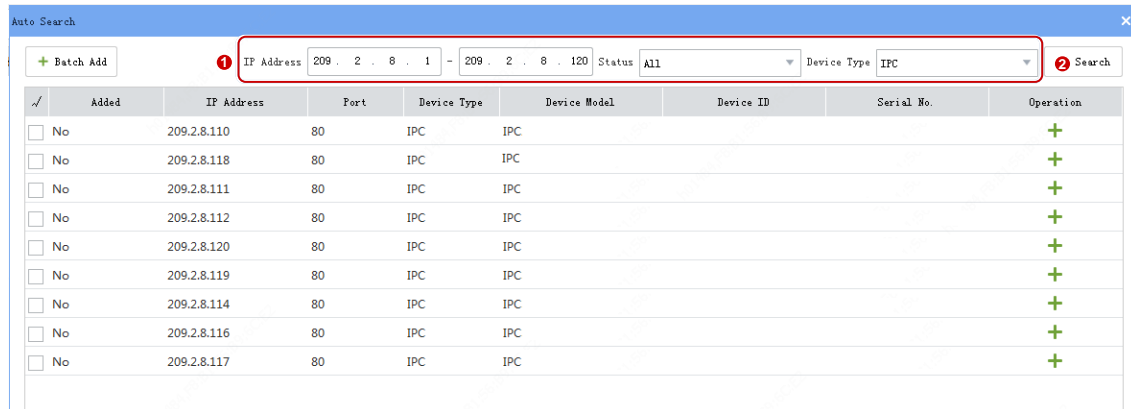 Auto Search ×
+ Batch Add 1 IP Address 209 . 2 . 8 . 1 - 209 . 2 . 8 . 120 Status All Device Type IPC 2 Search
√ Added IP Address Port Device Type Device Model Device ID Serial No. Operation
No 209.2.8.110 80 IPC IPC +
No 209.2.8.118 80 IPC IPC +
No 209.2.8.111 80 IPC IPC +
No 209.2.8.112 80 IPC IPC +
No 209.2.8.120 80 IPC IPC +
No 209.2.8.119 80 IPC IPC +
No 209.2.8.114 80 IPC IPC +
No 209.2.8.116 80 IPC IPC +
No 209.2.8.117 80 IPC IPC +